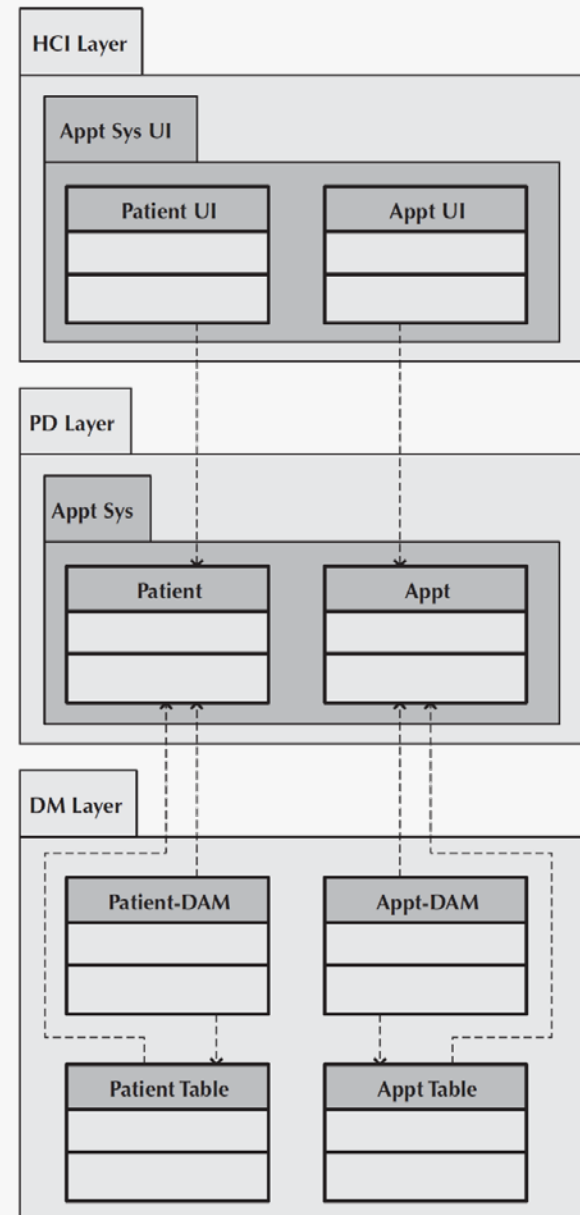 HCI Layer
Appt Sys UI
Patient UI
Appt UI
PD Layer
Appt Sys
Patient
Appt
DM Layer
Patient-DAM
Appt-DAM
Patient Table
Appt Table